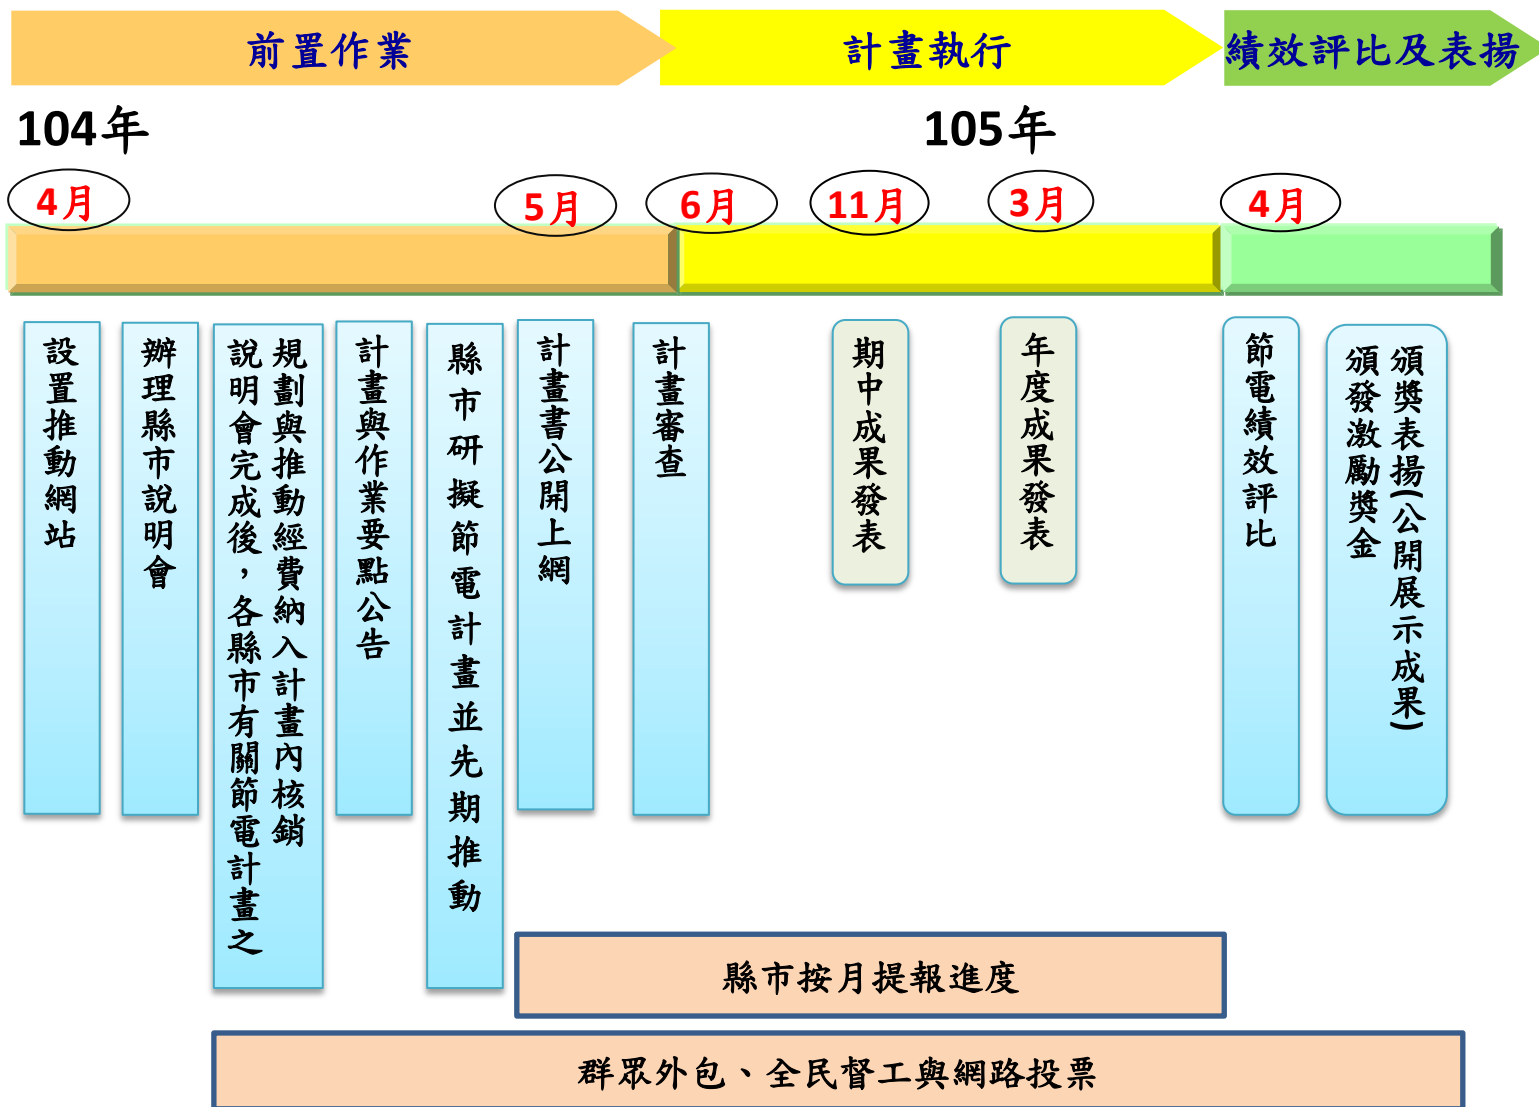 前置作業
計畫執行
績效評比及表揚
104年
105年
4月
5月
6月
11月
3月
4月
設置推動網站
辦理縣市說明會
說明會完成後，各縣市有關節電計畫之
規劃與推動經費納入計畫內核銷
計畫與作業要點公告
縣市研擬節電計畫並先期推動
計畫書公開上網
計畫審查
期中成果發表
年度成果發表
節電績效評比
頒發激勵獎金
頒獎表揚(公開展示成果)
縣市按月提報進度
群眾外包、全民督工與網路投票